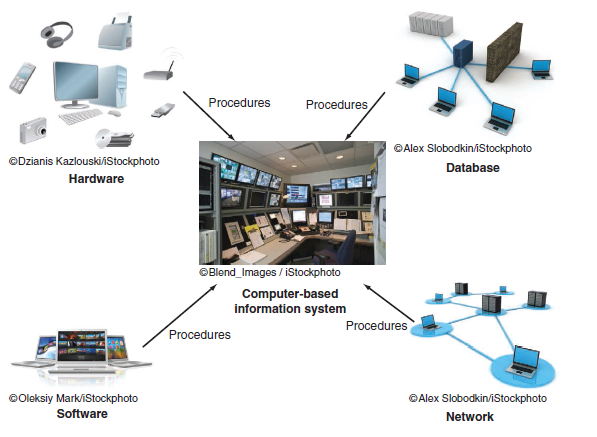 Procedures
Procedures
©Dzianis Kazlouski/iStockphoto
Hardware
©Alex Slobodkin/iStockphoto
Database
©Blend_Images / iStockphoto
Computer-based
information system
Procedures
Procedures
©Oleksiy Mark/iStockphoto
Software
©Alex Slobodkin/iStockphoto
Network